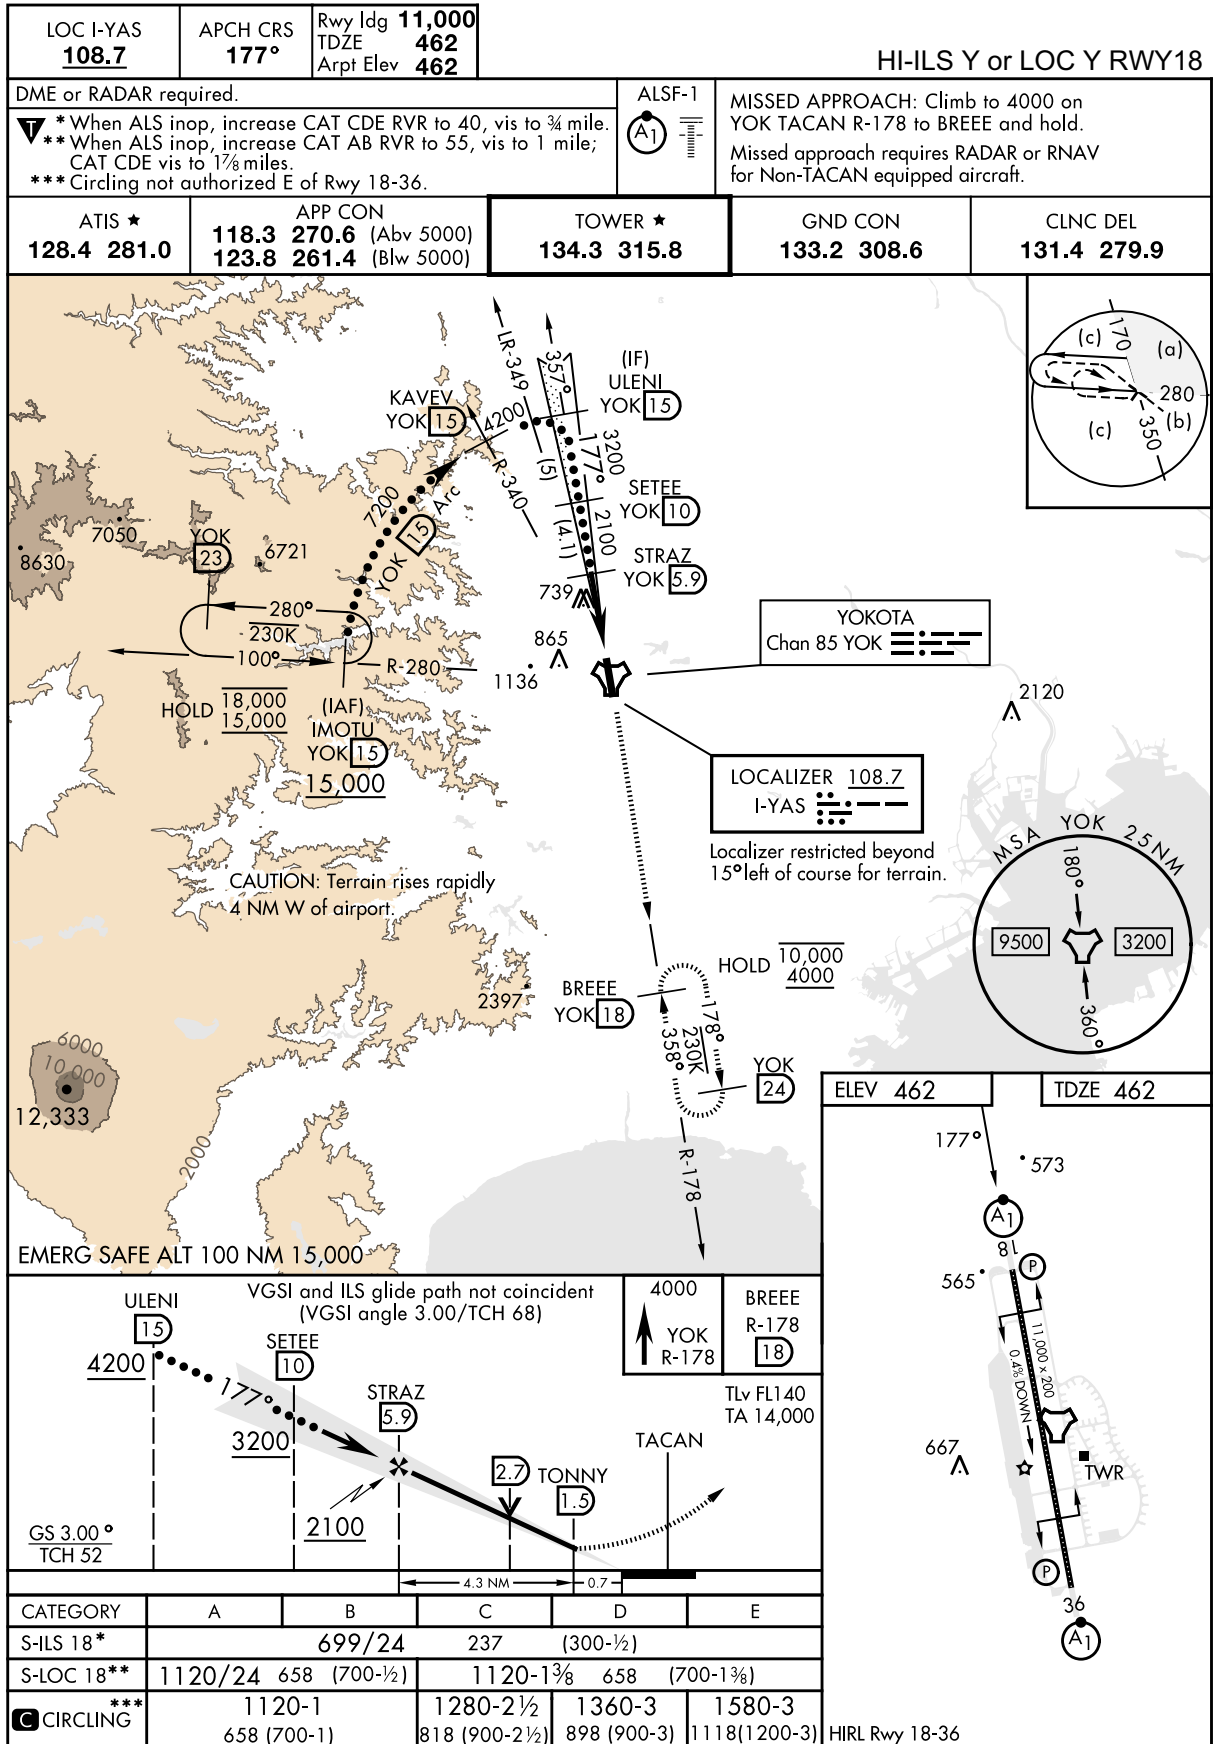 LOC I-YAS
108.7
APCH CRS
177°
Rwy ldg 11,000
TDZE 462
Arpt Elev 462
HI-ILS Y or LOC Y RWY18
DME or RADAR required.
T
* When ALS inop, increase CAT CDE RVR to 40, vis to ¾ mile.
** When ALS inop, increase CAT AB RVR to 55, vis to 1 mile;
CAT CDE vis to 1⅞ miles.
*** Circling not authorized E of Rwy 18-36.
ALSF-1
A1
MISSED APPROACH: Climb to 4000 on
YOK TACAN R-178 to BREEE and hold.
Missed approach requires RADAR or RNAV
for Non-TACAN equipped aircraft.
ATIS ★
128.4 281.0
APP CON
118.3 270.6 (Abv 5000)
123.8 261.4 (Blw 5000)
TOWER ★
134.3 315.8
GND CON
133.2 308.6
CLNC DEL
131.4 279.9
170
(c)
(a)
280
(b)
(c)
350
LR-349
357°
(IF)
ULENI
YOK 15
KAVEV
YOK 15
4200
3200
177°
(5)
R-340
SETEE
YOK 10
7200
YOK 15 Arc
(4.1)
2100
STRAZ
YOK 5.9
7050
8630
YOK
23
6721
739
280°
230K
100°
R-280
865
1136
YOKOTA
Chan 85 YOK
HOLD 18,000
15,000
(IAF)
IMOTU
YOK 15
15,000
2120
LOCALIZER 108.7
I-YAS
Localizer restricted beyond
15° left of course for terrain.
CAUTION: Terrain rises rapidly
4 NM W of airport.
MSA YOK 25NM
180°
9500
3200
360°
HOLD 10,000
4000
BREEE
YOK 18
2397
178°
230K
358°
YOK
24
6000
10,000
12,333
2000
R-178
EMERG SAFE ALT 100 NM 15,000
ELEV 462
TDZE 462
177°
573
A1
18
P
565
11,000 x 200
0.4% DOWN
667
TWR
P
36
A1
HIRL Rwy 18-36
VGSI and ILS glide path not coincident
(VGSI angle 3.00/TCH 68)
ULENI
15
4200
SETEE
10
177°
3200
STRAZ
5.9
2100
2.7
TONNY
1.5
TACAN
4000
YOK
R-178
BREEE
R-178
18
TLv FL140
TA 14,000
GS 3.00°
TCH 52
4.3 NM
0.7
CATEGORY A B C D E
S-ILS 18* 699/24 237 (300-½)
S-LOC 18** 1120/24 658 (700-½) 1120-1⅜ 658 (700-1⅜)
C CIRCLING ***
1120-1 1280-2½ 1360-3 1580-3
658 (700-1) 818 (900-2½) 898 (900-3) 1118(1200-3)